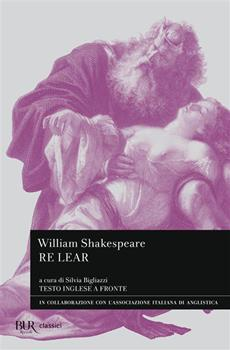 William Shakespeare
RE LEAR
a cura di Silvia Bigliazzi
TESTO INGLESE A FRONTE
IN COLLABORAZIONE CON L'ASSOCIAZIONE ITALIANA DI ANGLISTICA
BUR classici
Rizzoli